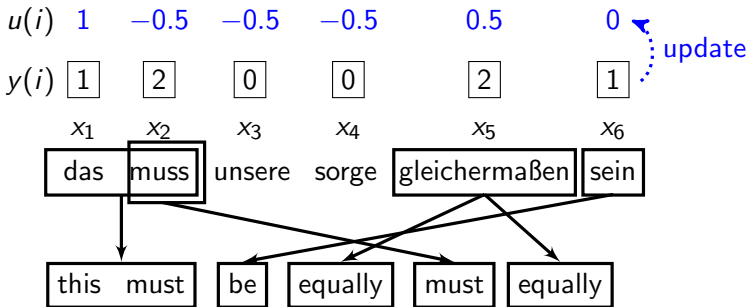 u(i) 1 −0.5 −0.5 −0.5 0.5 0
update
y(i) 1 2 0 0 2 1
x₁ x₂ x₃ x₄ x₅ x₆
das muss unsere sorge gleichermaßen sein
this must be equally must equally